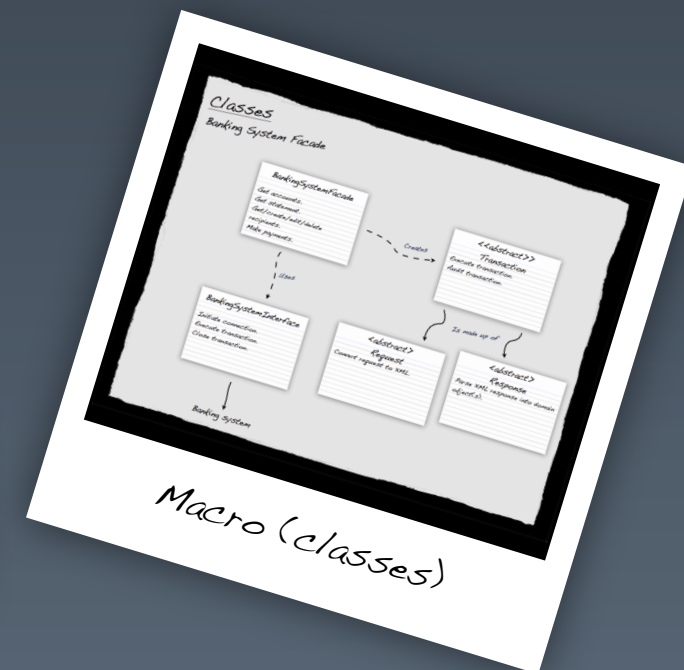 Classes
Banking System Facade
BankingSystemFacade
Get accounts.
Get statement.
Get/create/edit/delete
recipients.
Make payments.
Creates
<<abstract>>
Transaction
Execute transaction.
Audit transaction.
Uses
BankingSystemInterface
Initiate connection.
Execute transaction.
Close transaction.
Is made up of
<abstract>
Request
Convert request to XML.
<abstract>
Response
Parse XML response into domain
object(s).
Banking System
Macro (classes)